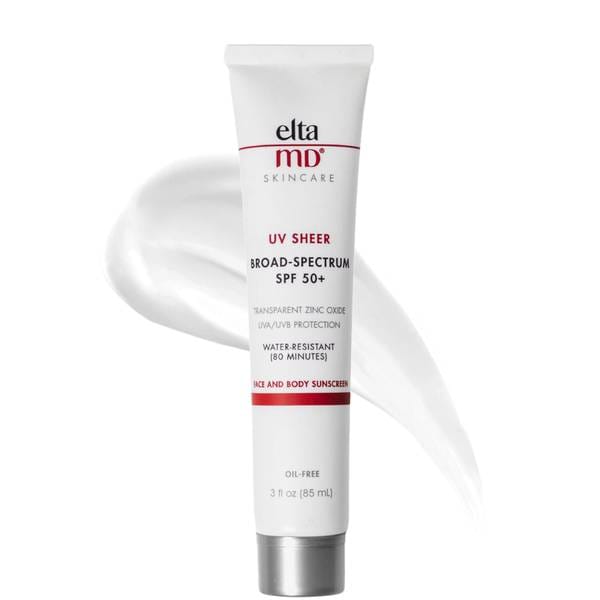 elta
MD®
SKINCARE
UV SHEER
BROAD-SPECTRUM
SPF 50+
TRANSPARENT ZINC OXIDE
UVA/UVB PROTECTION
WATER-RESISTANT
(80 MINUTES)
FACE AND BODY SUNSCREEN
OIL-FREE
3 fl oz (85 mL)